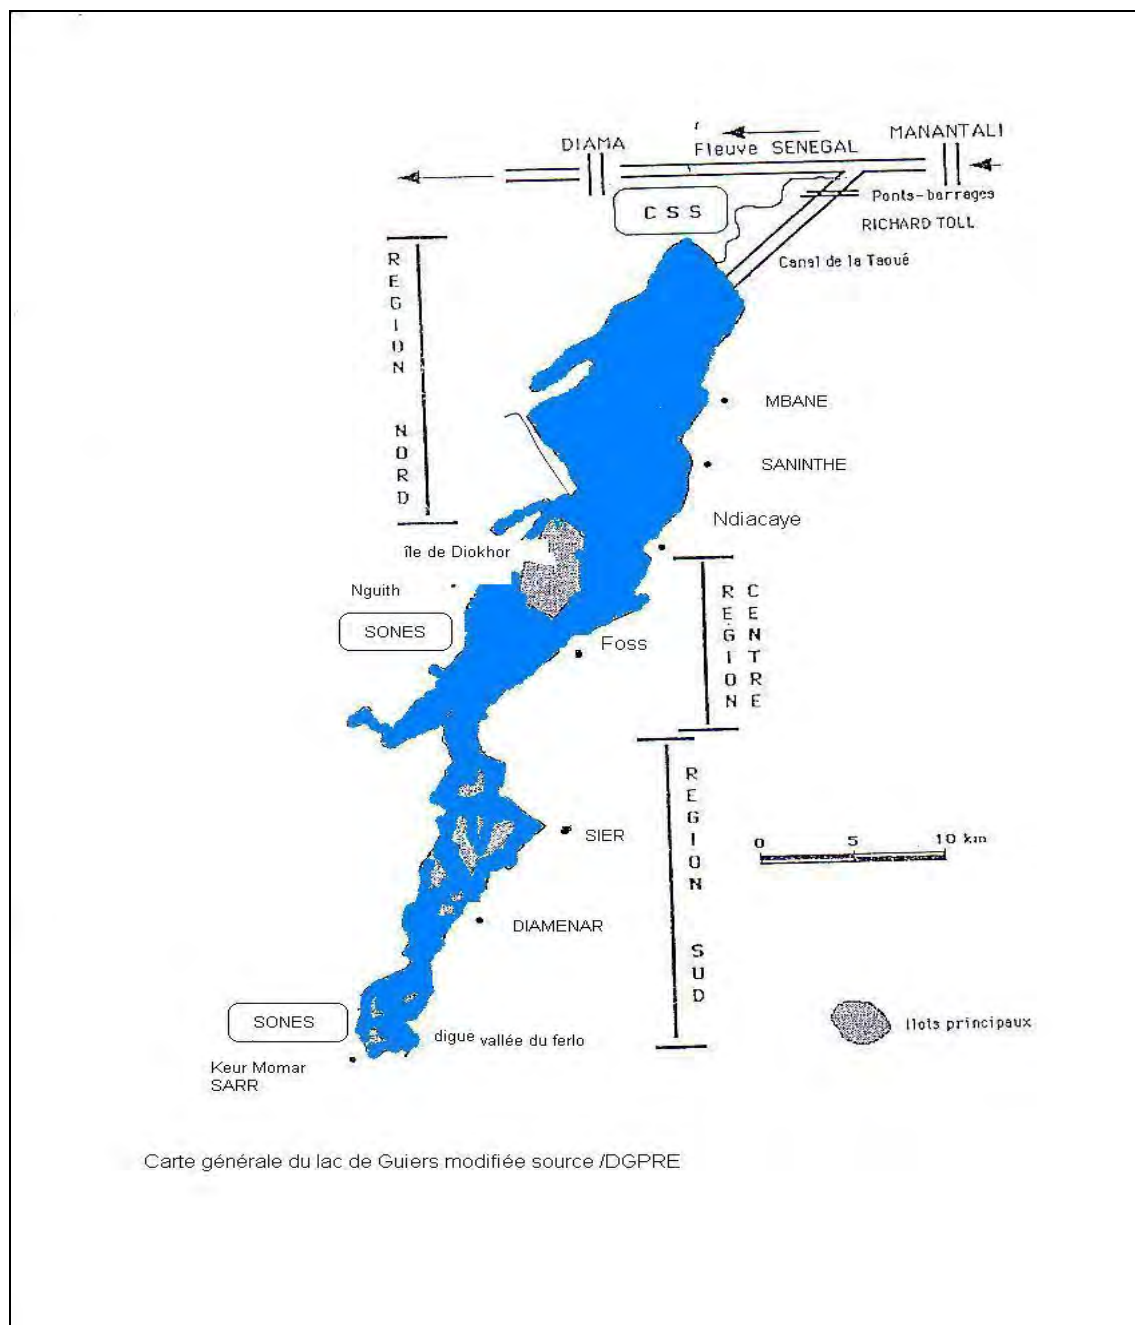 DIAMA
MANANTALI
Fleuve SENEGAL
CSS
Ponts-barrages
RICHARD TOLL
Canal de la Taoué
REGION NORD
MBANE
SANINTHE
Ndiacaye
île de Diokhor
Nguith
SONES
Foss
REGION
CENTRE
REGION SUD
SIER
0 5 10 km
DIAMENAR
SONES
digue vallée du ferlo
Ilots principaux
Keur Momar
SARR
Carte générale du lac de Guiers modifiée source /DGPRE